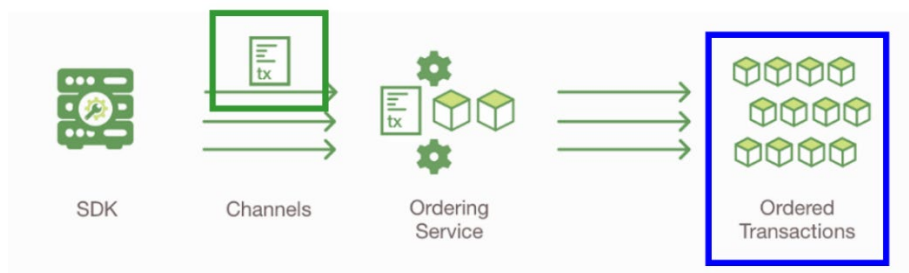 tx
tx
SDK
Channels
Ordering
Service
Ordered
Transactions